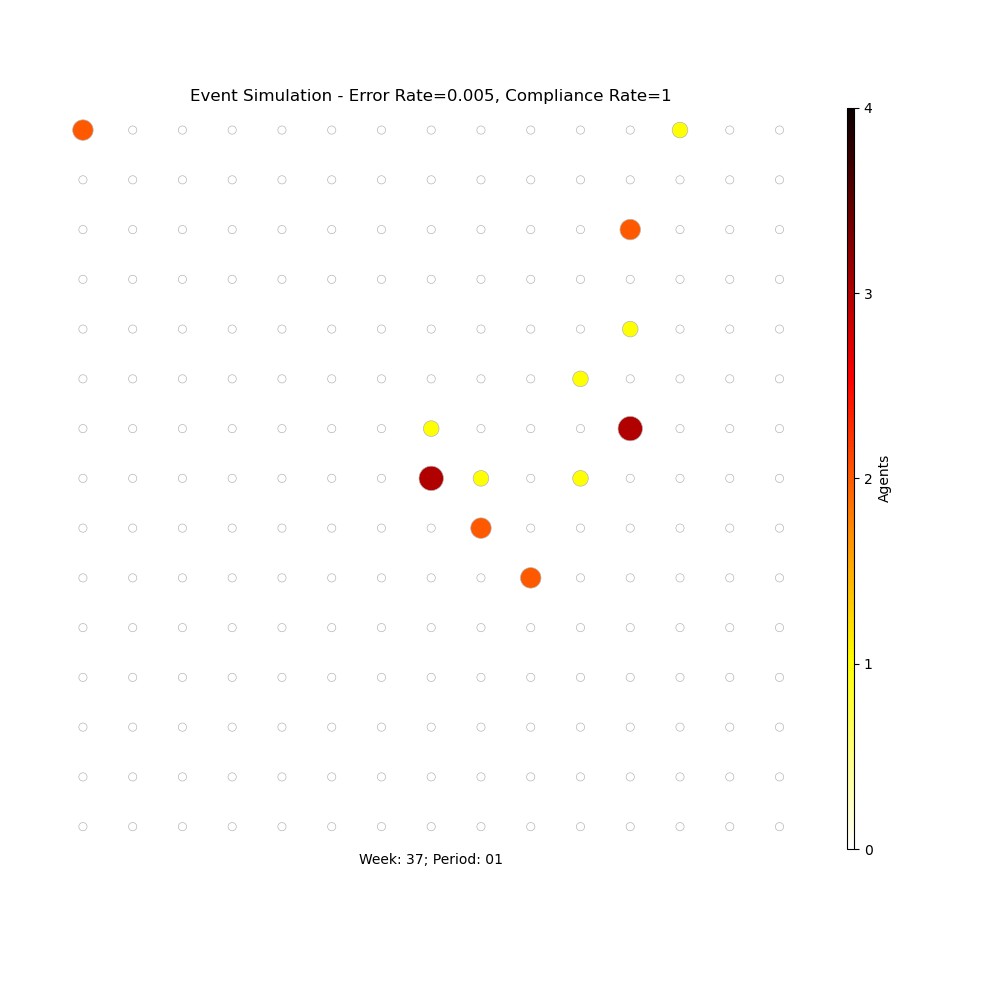 Event Simulation - Error Rate=0.005, Compliance Rate=1
4
3
2
1
0
Agents
Week: 37; Period: 01